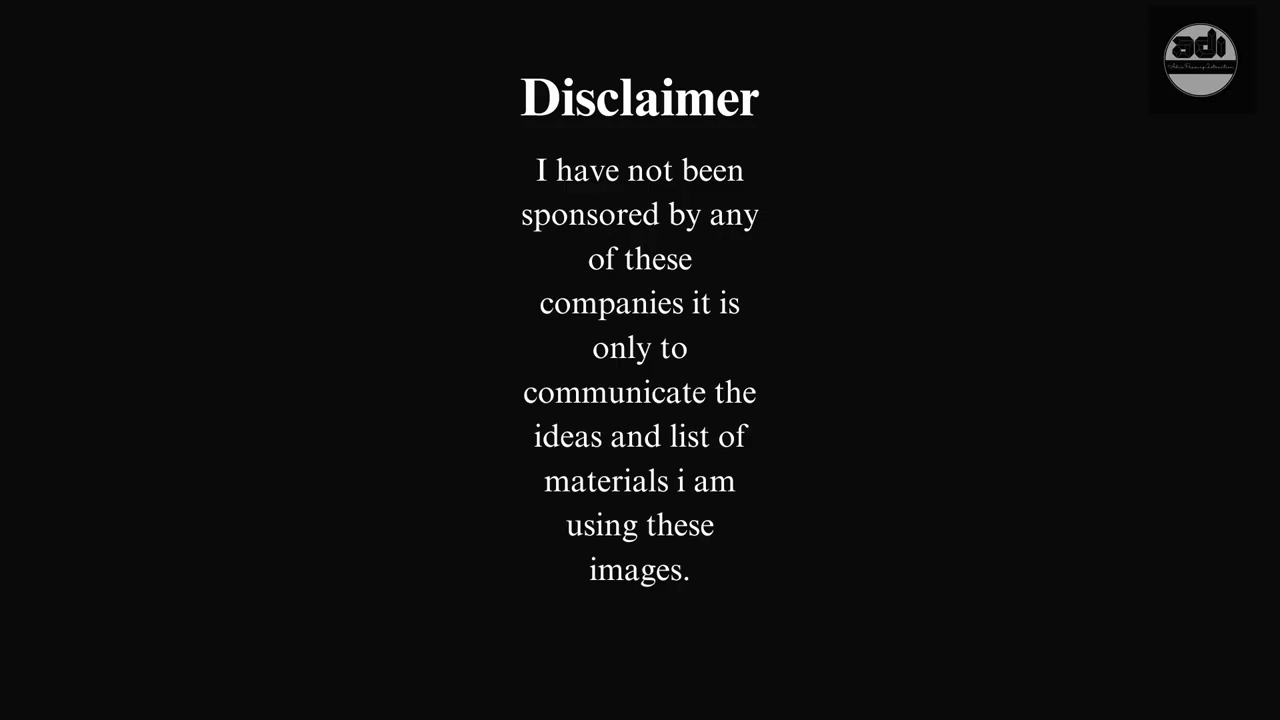 adi
Disclaimer
I have not been
sponsored by any
of these
companies it is
only to
communicate the
ideas and list of
materials i am
using these
images.